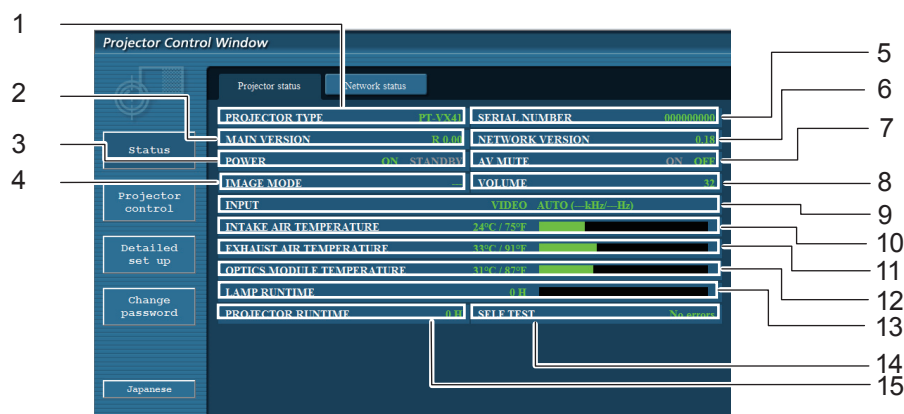 1
Projector Control Window
5
Projector status Network status
6
2
PROJECTOR TYPE PT-VX41 SERIAL NUMBER 000000000
7
3
Status
MAIN VERSION R 0.00 NETWORK VERSION 0.18
POWER ON STANDBY AV MUTE ON OFF
4
IMAGE MODE --- VOLUME 32
8
Projector
control
INPUT VIDEO AUTO (---kHz/---Hz)
9
INTAKE AIR TEMPERATURE 24°C / 75°F
10
Detailed
set up
EXHAUST AIR TEMPERATURE 33°C / 91°F
11
OPTICS MODULE TEMPERATURE 31°C / 87°F
12
Change
password
LAMP RUNTIME 0 H
13
PROJECTOR RUNTIME 0 H SELF TEST No errors
14
15
Japanese